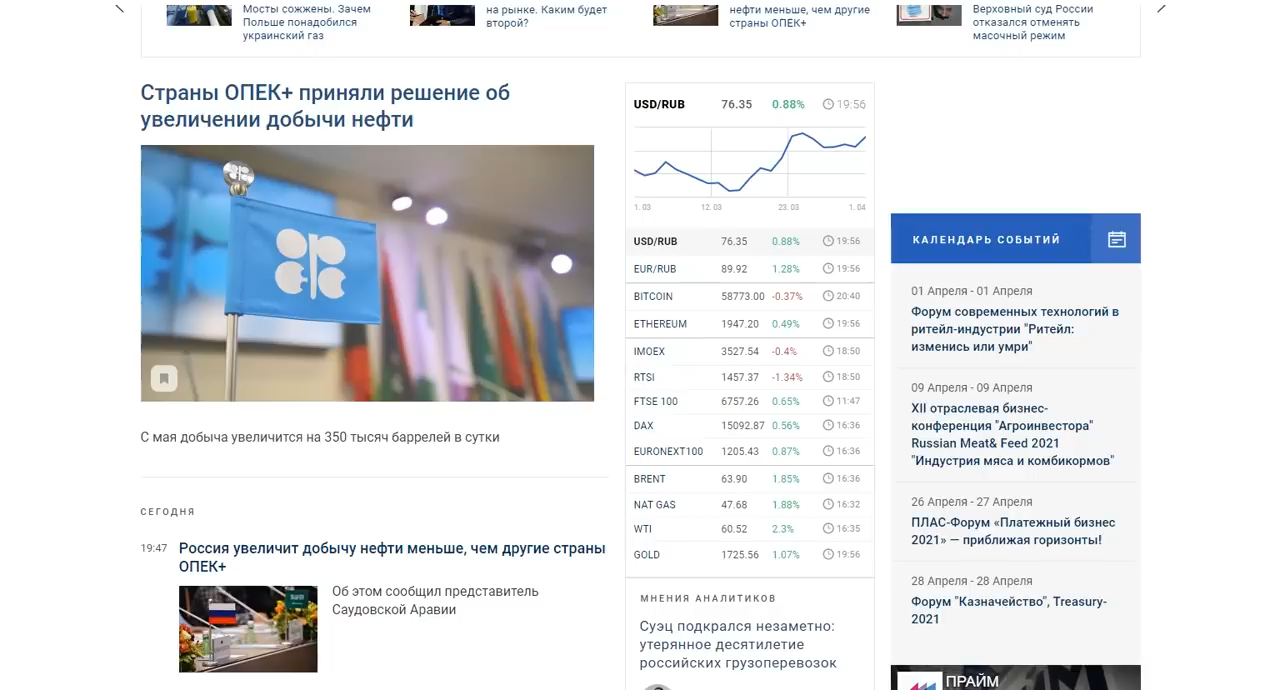 Мосты сожжены. Зачем
Польше понадобился
украинский газ
на рынке. Каким будет
второй?
нефти меньше, чем другие
страны ОПЕК+
Верховный суд России
отказался отменять
масочный режим
Страны ОПЕК+ приняли решение об
увеличении добычи нефти
С мая добыча увеличится на 350 тысяч баррелей в сутки
СЕГОДНЯ
19:47 Россия увеличит добычу нефти меньше, чем другие страны
ОПЕК+
Об этом сообщил представитель
Саудовской Аравии
USD/RUB 76.35 0.88% 19:56
1. 03 12. 03 23. 03 1. 04
USD/RUB 76.35 0.88% 19:56
EUR/RUB 89.92 1.28% 19:56
BITCOIN 58773.00 -0.37% 20:40
ETHEREUM 1947.20 0.49% 19:56
IMOEX 3527.54 -0.4% 18:50
RTSI 1457.37 -1.34% 18:50
FTSE 100 6757.26 0.65% 11:47
DAX 15092.87 0.56% 16:36
EURONEXT100 1205.43 0.87% 16:36
BRENT 63.90 1.85% 16:36
NAT GAS 47.68 1.88% 16:32
WTI 60.52 2.3% 16:35
GOLD 1725.56 1.07% 19:56
МНЕНИЯ АНАЛИТИКОВ
Суэц подкрался незаметно:
утерянное десятилетие
российских грузоперевозок
КАЛЕНДАРЬ СОБЫТИЙ
01 Апреля - 01 Апреля
Форум современных технологий в
ритейл-индустрии "Ритейл:
изменись или умри"
09 Апреля - 09 Апреля
XII отраслевая бизнес-
конференция "Агроинвестора"
Russian Meat& Feed 2021
"Индустрия мяса и комбикормов"
26 Апреля - 27 Апреля
ПЛАС-Форум «Платежный бизнес
2021» — приближая горизонты!
28 Апреля - 28 Апреля
Форум "Казначейство", Treasury-
2021
ПРАЙМ